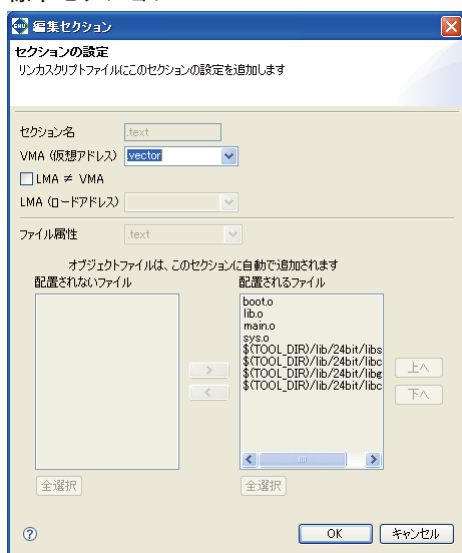 編集セクション
セクションの設定
リンカスクリプトファイルにこのセクションの設定を追加します
セクション名 .text
VMA (仮想アドレス) .vector
LMA ≠ VMA
LMA (ロードアドレス)
ファイル属性 .text
オブジェクトファイルは、このセクションに自動で追加されます
配置されないファイル 配置されるファイル
boot.o
lib.o
main.o
sys.o
$(TOOL_DIR)/lib/24bit/libs
$(TOOL_DIR)/lib/24bit/libc
$(TOOL_DIR)/lib/24bit/libg
$(TOOL_DIR)/lib/24bit/libc
> 上へ
< 下へ
全選択 全選択
? OK キャンセル